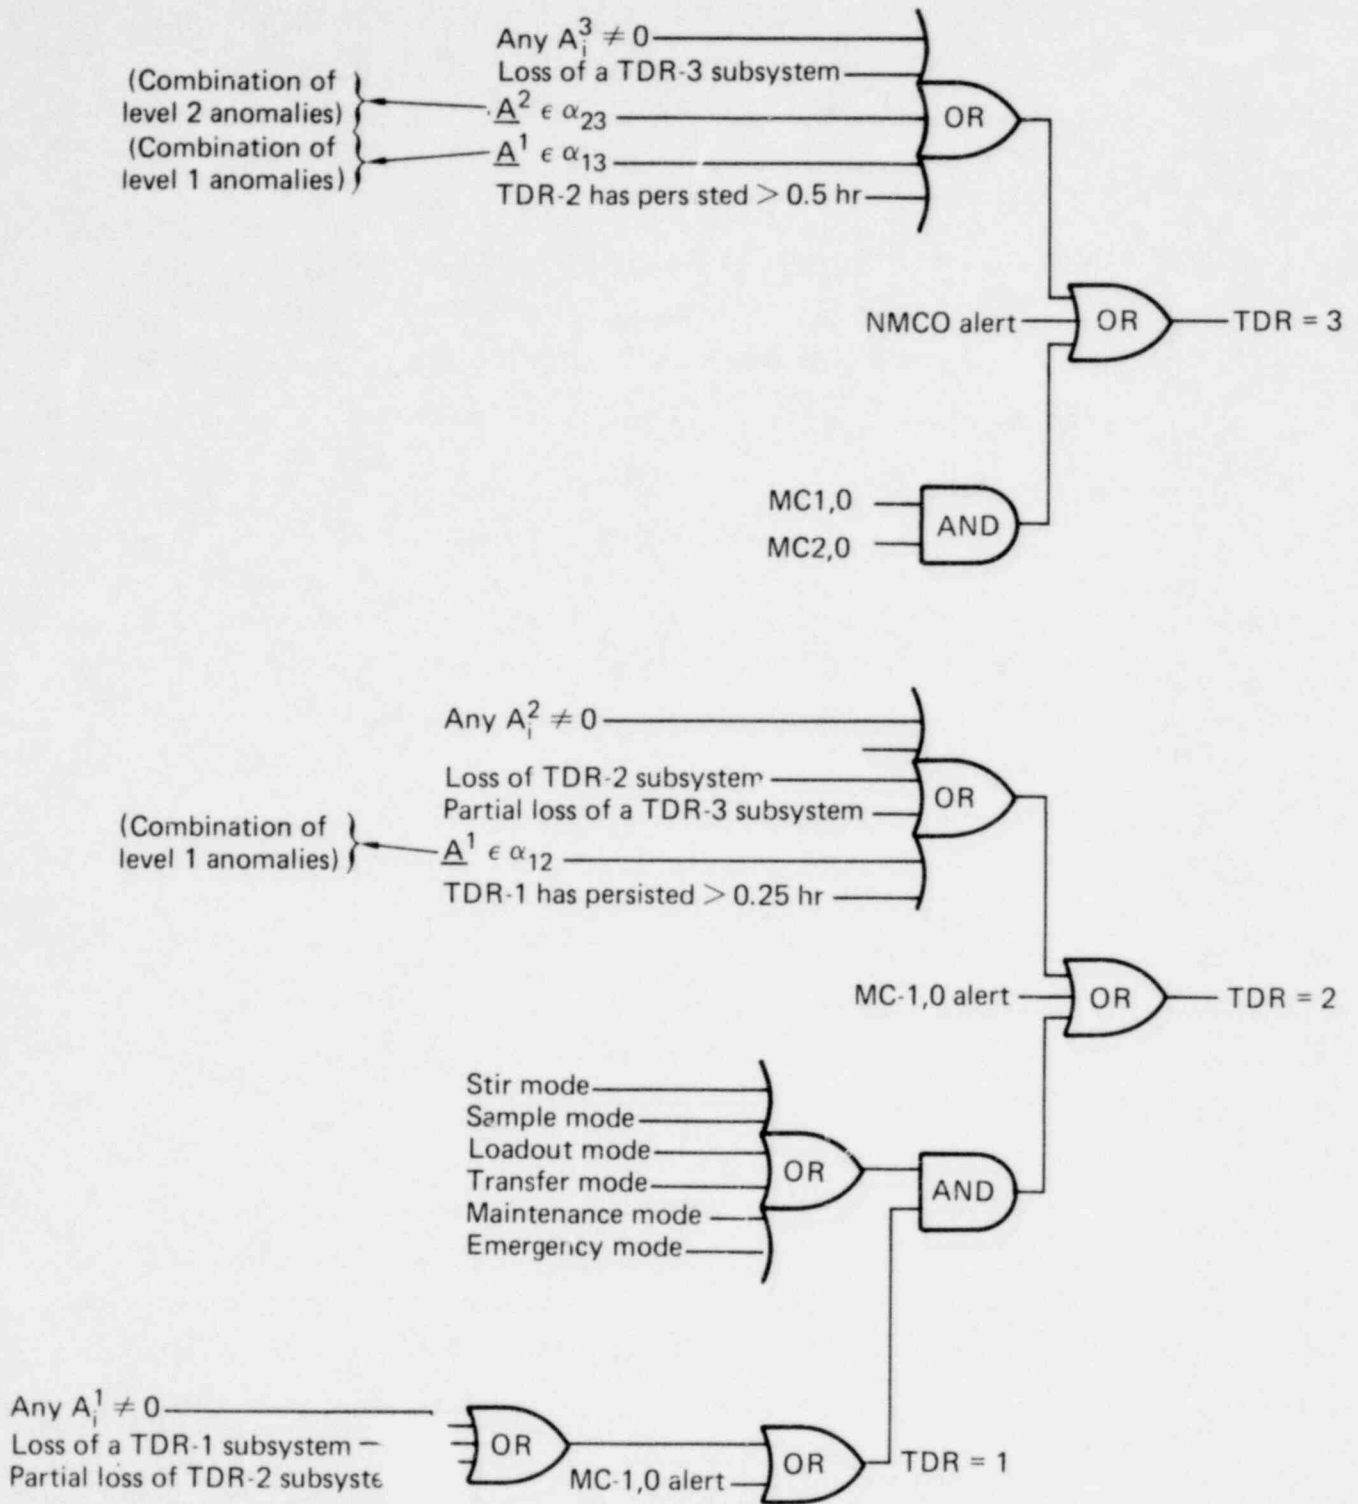 Any A_i^3 ≠ 0
Loss of a TDR-3 subsystem
(Combination of
level 2 anomalies)
A^2 ε α_23
OR
(Combination of
level 1 anomalies)
A^1 ε α_13
TDR-2 has pers sted > 0.5 hr
NMCO alert
OR
TDR = 3
MC1,0
MC2,0
AND
Any A_i^2 ≠ 0
Loss of TDR-2 subsystem
Partial loss of a TDR-3 subsystem
OR
(Combination of
level 1 anomalies)
A^1 ε α_12
TDR-1 has persisted > 0.25 hr
MC-1,0 alert
OR
TDR = 2
Stir mode
Sample mode
Loadout mode
Transfer mode
Maintenance mode
Emergency mode
OR
AND
Any A_i^1 ≠ 0
Loss of a TDR-1 subsystem
Partial loss of TDR-2 subsyste
OR
MC-1,0 alert
OR
TDR = 1